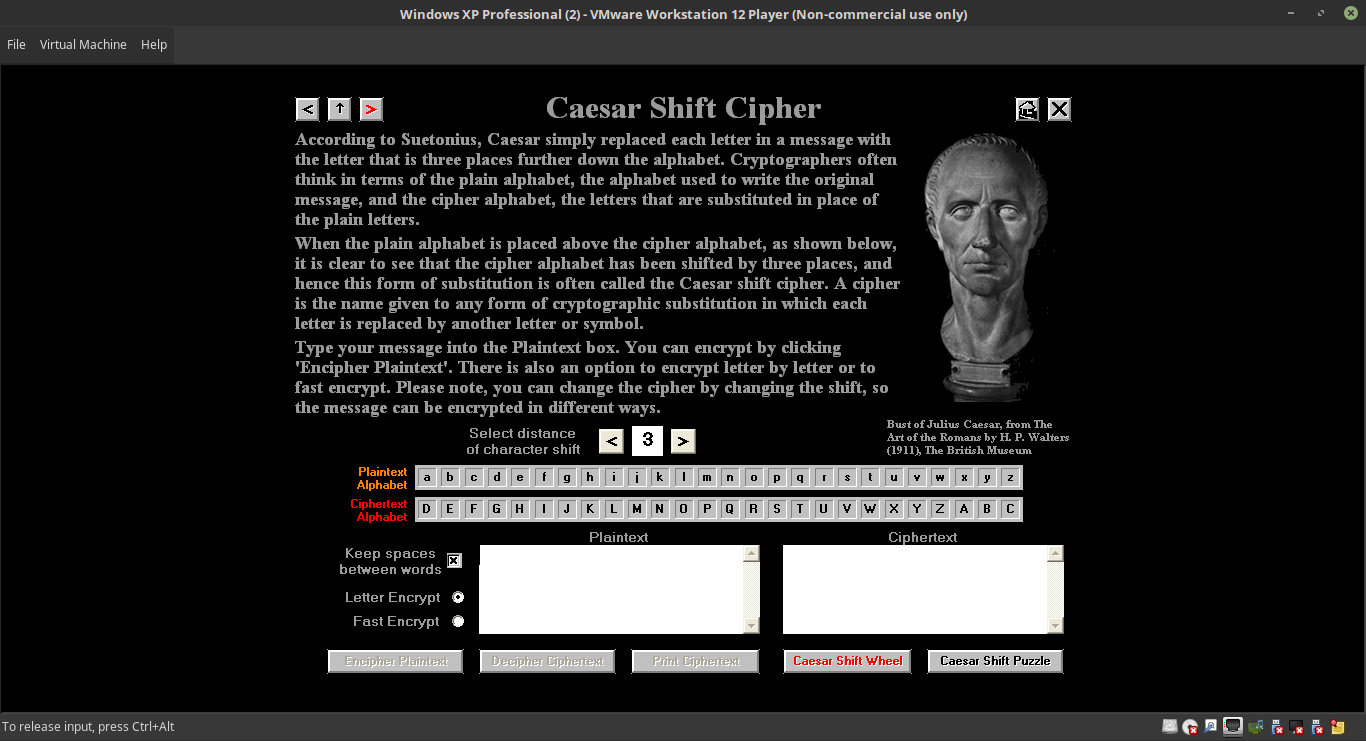 Windows XP Professional (2) - VMware Workstation 12 Player (Non-commercial use only)
File Virtual Machine Help
< ↑ > Caesar Shift Cipher
According to Suetonius, Caesar simply replaced each letter in a message with
the letter that is three places further down the alphabet. Cryptographers often
think in terms of the plain alphabet, the alphabet used to write the original
message, and the cipher alphabet, the letters that are substituted in place of
the plain letters.
When the plain alphabet is placed above the cipher alphabet, as shown below,
it is clear to see that the cipher alphabet has been shifted by three places, and
hence this form of substitution is often called the Caesar shift cipher. A cipher
is the name given to any form of cryptographic substitution in which each
letter is replaced by another letter or symbol.
Type your message into the Plaintext box. You can encrypt by clicking
'Encipher Plaintext'. There is also an option to encrypt letter by letter or to
fast encrypt. Please note, you can change the cipher by changing the shift, so
the message can be encrypted in different ways.
Bust of Julius Caesar, from The
Art of the Romans by H. P. Walters
(1911), The British Museum
Select distance
of character shift
< 3 >
Plaintext
Alphabet
a b c d e f g h i j k l m n o p q r s t u v w x y z
Ciphertext
Alphabet
D E F G H I J K L M N O P Q R S T U V W X Y Z A B C
Plaintext
Ciphertext
Keep spaces
between words
Letter Encrypt
Fast Encrypt
Encipher Plaintext
Decipher Ciphertext
Print Ciphertext
Caesar Shift Wheel
Caesar Shift Puzzle
To release input, press Ctrl+Alt